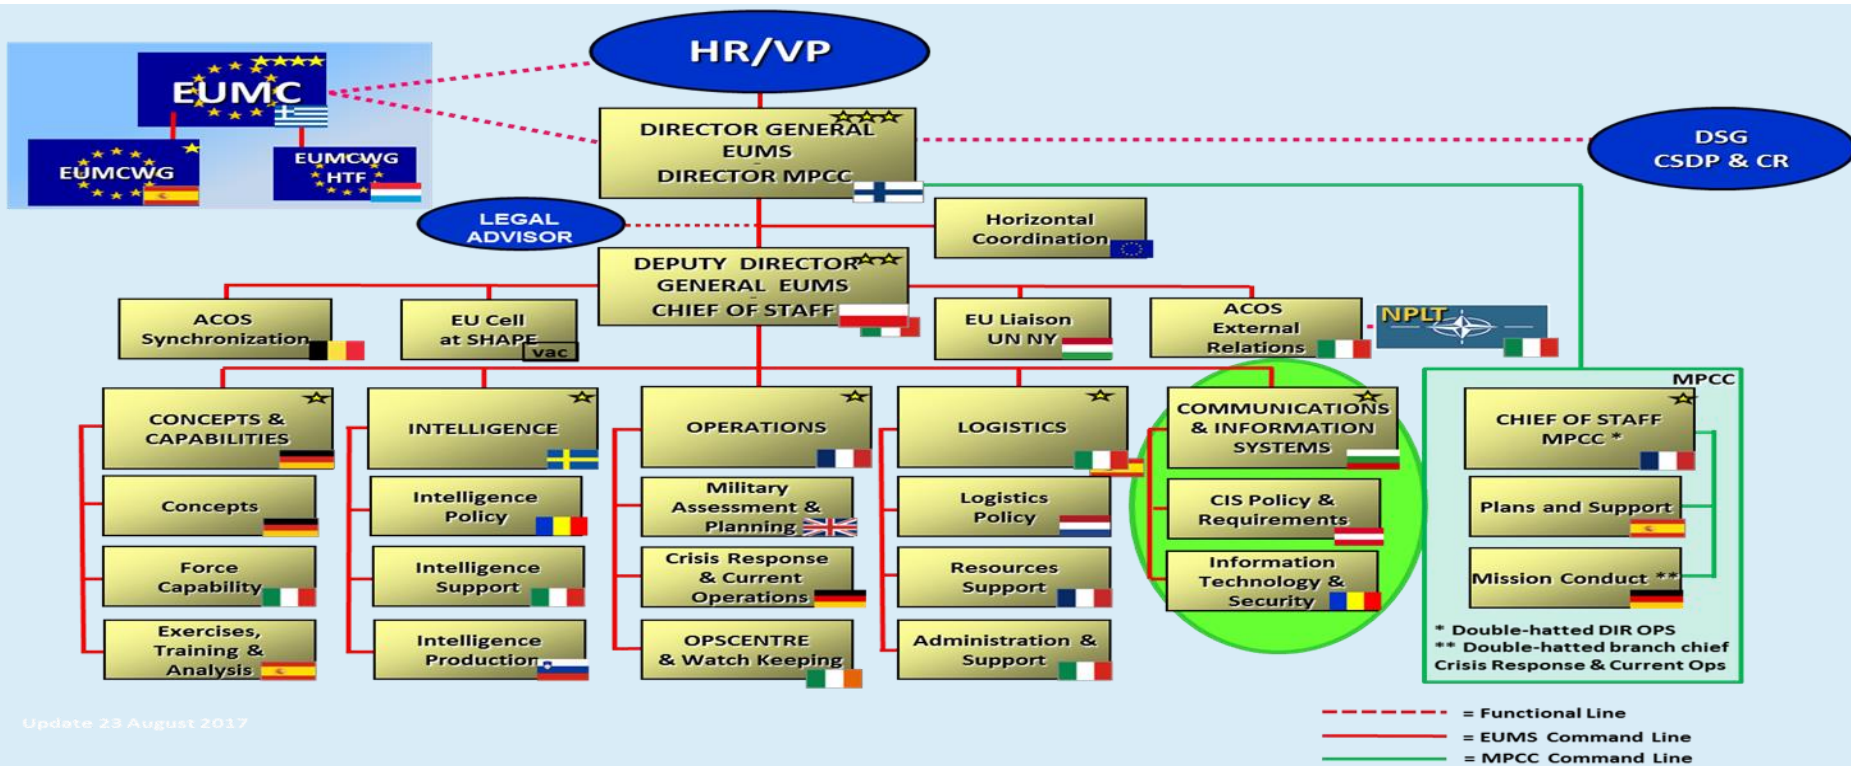 HR/VP
EUMC
EUMCWG
EUMCWG
HTF
DIRECTOR GENERAL
EUMS
-
DIRECTOR MPCC
DSG
CSDP & CR
LEGAL
ADVISOR
Horizontal
Coordination
DEPUTY DIRECTOR
GENERAL EUMS
-
CHIEF OF STAFF
ACOS
Synchronization
EU Cell
at SHAPE
vac
EU Liaison
UN NY
ACOS
External
Relations
NPLT
CONCEPTS &
CAPABILITIES
Concepts
Force
Capability
Exercises,
Training &
Analysis
INTELLIGENCE
Intelligence
Policy
Intelligence
Support
Intelligence
Production
OPERATIONS
Military
Assessment &
Planning
Crisis Response
& Current
Operations
OPSCENTRE
& Watch Keeping
LOGISTICS
Logistics
Policy
Resources
Support
Administration &
Support
COMMUNICATIONS
& INFORMATION
SYSTEMS
CIS Policy &
Requirements
Information
Technology &
Security
MPCC
CHIEF OF STAFF
MPCC *
Plans and Support
Mission Conduct **
* Double-hatted DIR OPS
** Double-hatted branch chief
Crisis Response & Current Ops
Update 23 August 2017
= Functional Line
= EUMS Command Line
= MPCC Command Line